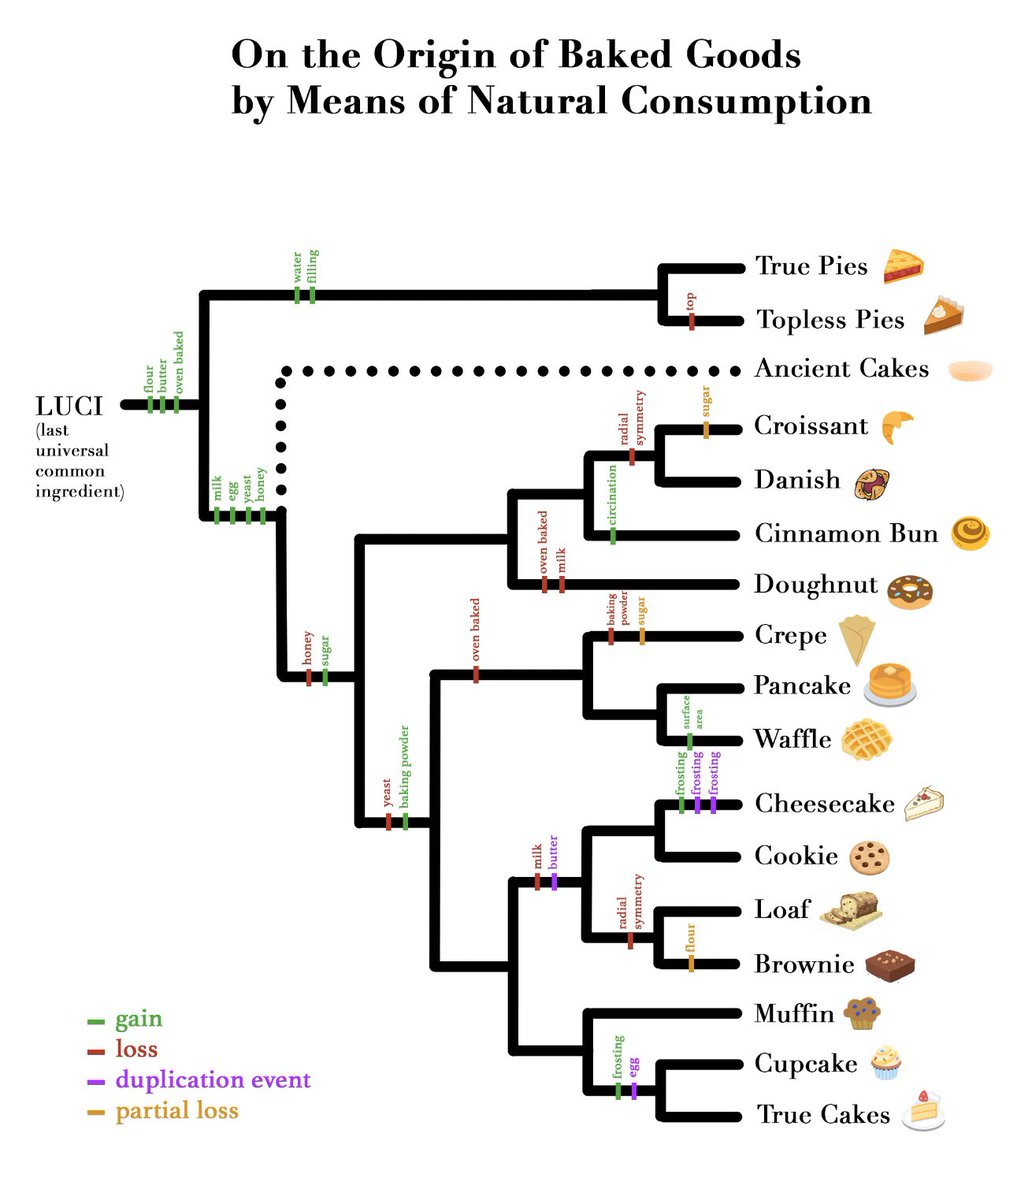 On the Origin of Baked Goods
by Means of Natural Consumption
water
filling
True Pies
top
Topless Pies
flour
butter
oven baked
LUCI
(last
universal
common
ingredient)
Ancient Cakes
milk
egg
yeast
honey
radial
symmetry
sugar
Croissant
Danish
circination
Cinnamon Bun
oven baked
milk
Doughnut
honey
sugar
oven baked
baking
powder
sugar
Crepe
Pancake
surface
area
Waffle
yeast
baking powder
frosting
frosting
frosting
Cheesecake
milk
butter
Cookie
radial
symmetry
Loaf
flour
Brownie
Muffin
frosting
egg
Cupcake
True Cakes
gain
loss
duplication event
partial loss